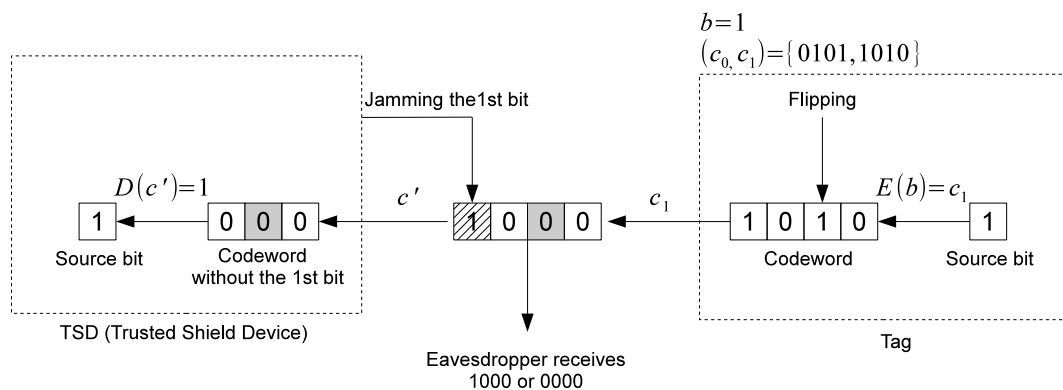 b=1
(c0, c1)={0101,1010}
Jamming the1st bit
Flipping
D(c')=1
c'
c1
E(b)=c1
1
0 0 0
1 0 0 0
1 0 1 0
1
Source bit
Codeword
without the 1st bit
Codeword
Source bit
TSD (Trusted Shield Device)
Tag
Eavesdropper receives
1000 or 0000